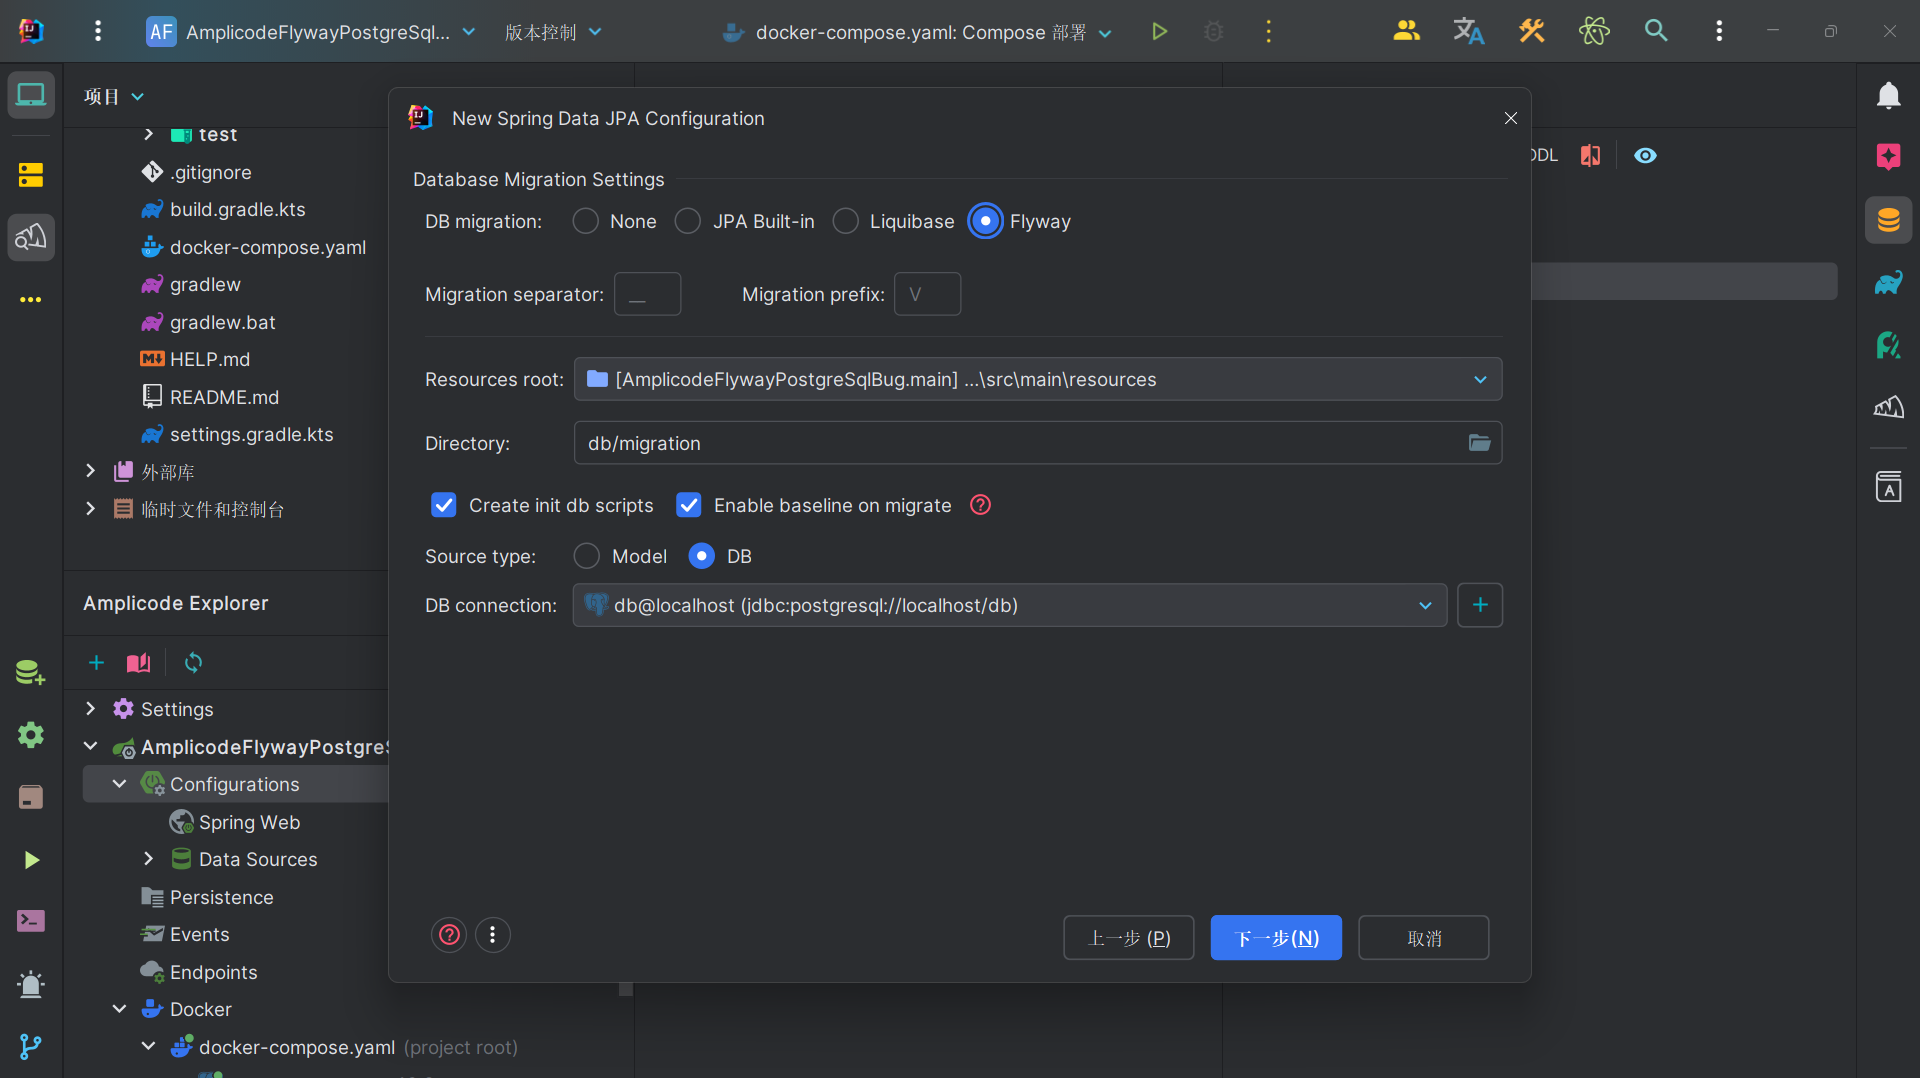 AF AmplicodeFlywayPostgreSql...
版本控制
docker-compose.yaml: Compose 部署
项目
test
.gitignore
build.gradle.kts
docker-compose.yaml
gradlew
gradlew.bat
HELP.md
README.md
settings.gradle.kts
外部库
临时文件和控制台
Amplicode Explorer
Settings
AmplicodeFlywayPostgreS
Configurations
Spring Web
Data Sources
Persistence
Events
Endpoints
Docker
docker-compose.yaml (project root)
New Spring Data JPA Configuration
Database Migration Settings
DB migration: None JPA Built-in Liquibase Flyway
Migration separator: __ Migration prefix: V
Resources root: [AmplicodeFlywayPostgreSqlBug.main] ...\src\main\resources
Directory: db/migration
Create init db scripts Enable baseline on migrate
Source type: Model DB
DB connection: db@localhost (jdbc:postgresql://localhost/db)
上一步 (P) 下一步(N) 取消
DDL